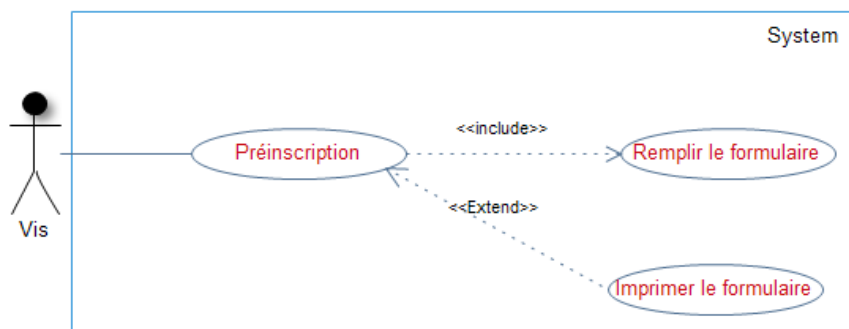 System
<<include>>
Préinscription
Remplir le formulaire
<<Extend>>
Vis
Imprimer le formulaire